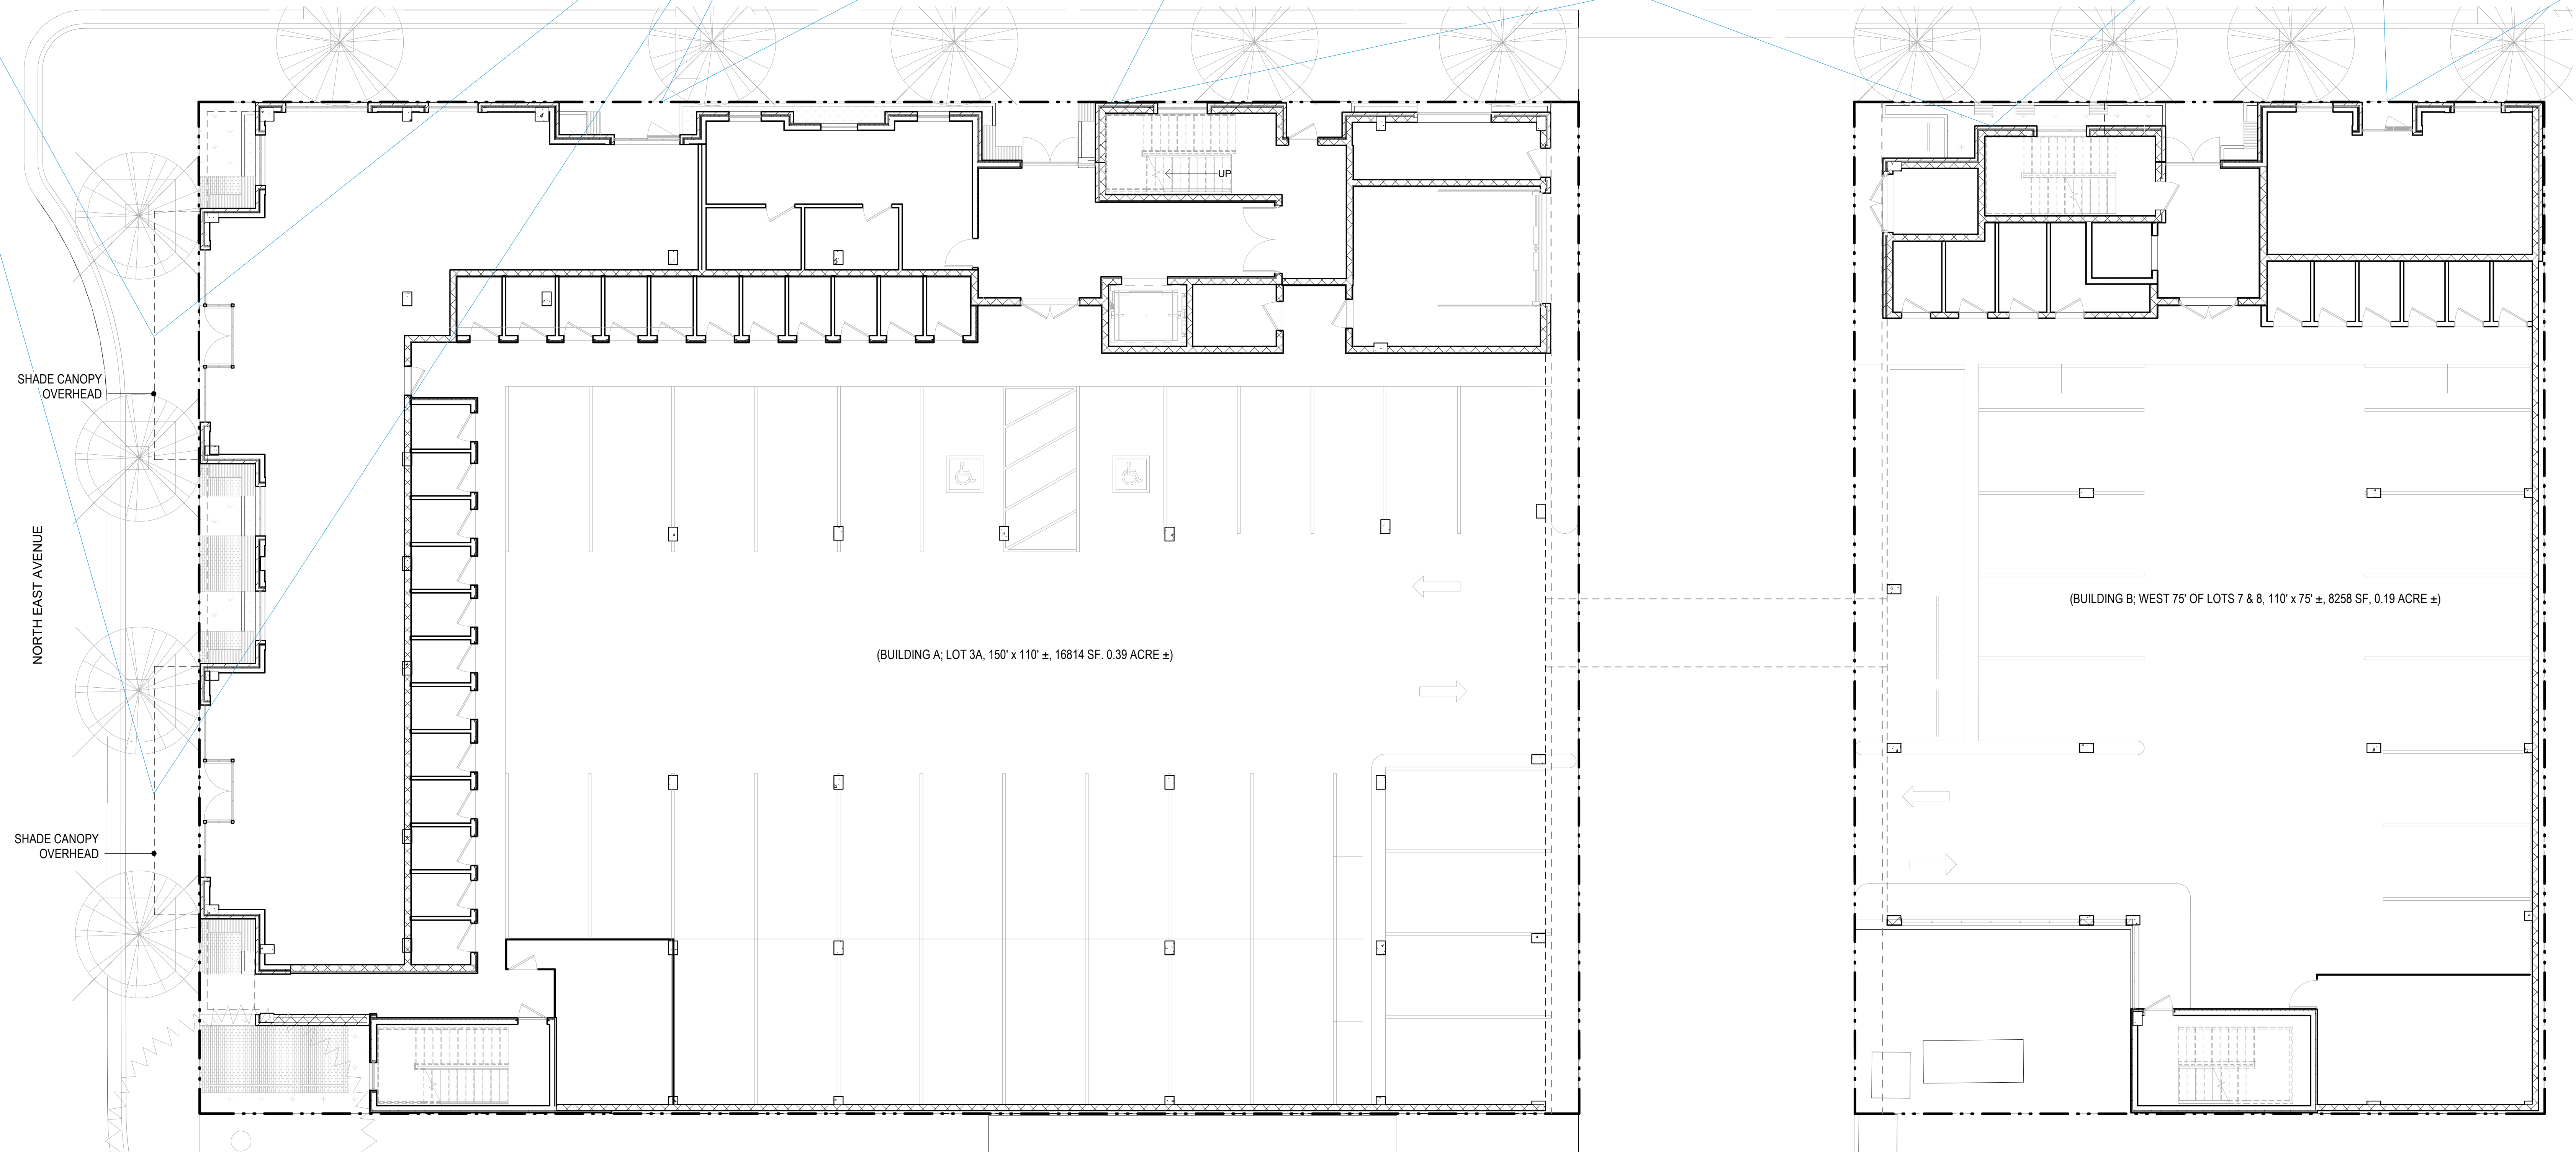 UP
SHADE CANOPY
OVERHEAD
NORTH EAST AVENUE
(BUILDING B; WEST 75' OF LOTS 7 & 8, 110' x 75' ±, 8258 SF, 0.19 ACRE ±)
(BUILDING A; LOT 3A, 150' x 110' ±, 16814 SF. 0.39 ACRE ±)
SHADE CANOPY
OVERHEAD